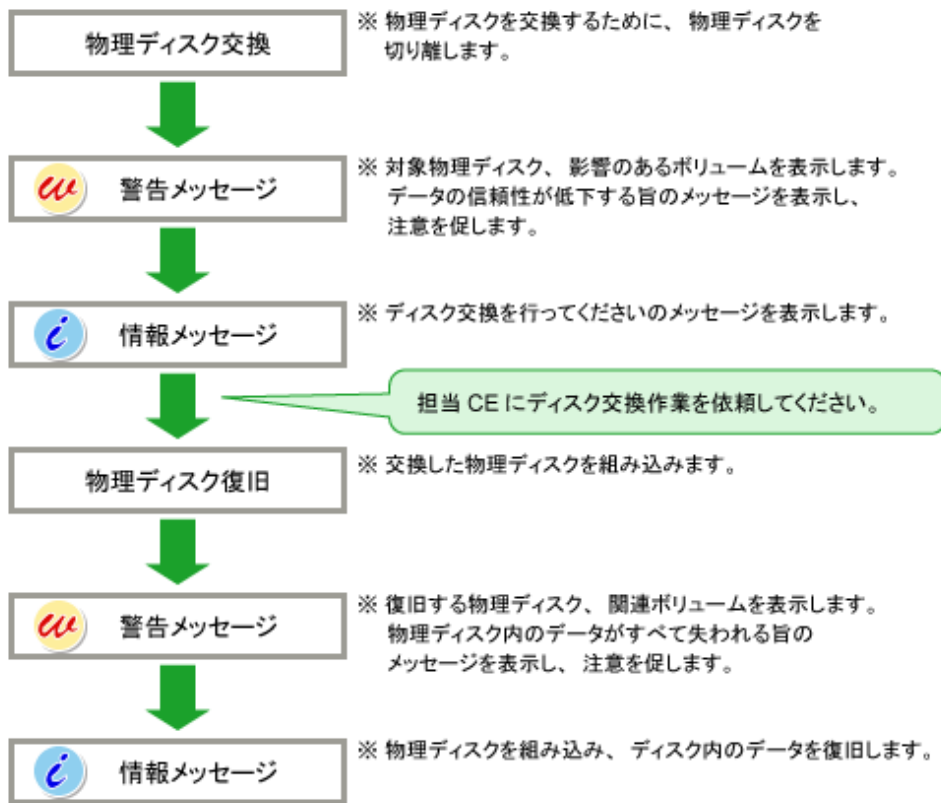 物理ディスク交換
※ 物理ディスクを交換するために、 物理ディスクを
切り離します。
w 警告メッセージ
※ 対象物理ディスク、 影響のあるボリュームを表示します。
データの信頼性が低下する旨のメッセージを表示し、
注意を促します。
i 情報メッセージ
※ ディスク交換を行ってくださいのメッセージを表示します。
担当 CE にディスク交換作業を依頼してください。
物理ディスク復旧
※ 交換した物理ディスクを組み込みます。
w 警告メッセージ
※ 復旧する物理ディスク、 関連ボリュームを表示します。
物理ディスク内のデータがすべて失われる旨の
メッセージを表示し、 注意を促します。
i 情報メッセージ
※ 物理ディスクを組み込み、 ディスク内のデータを復旧します。